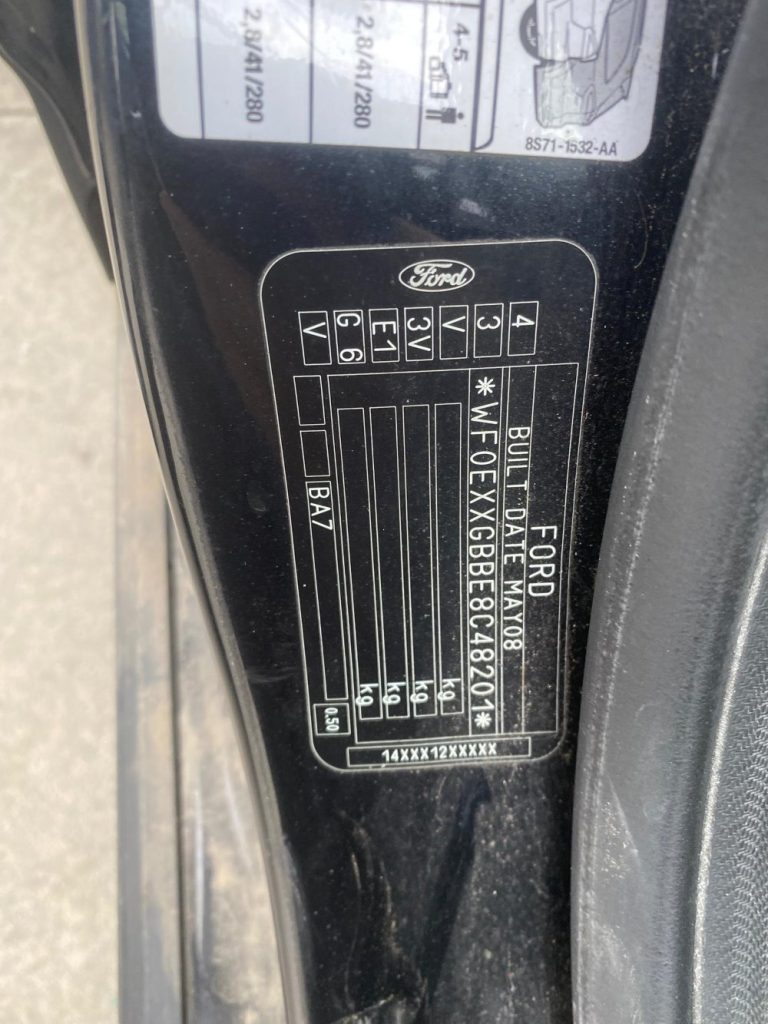 8S71-1532-AA
4-5
2,8/41/280
2,8/41/280
Ford
4
3
V
3V
E1
G 6
V
FORD
BUILT DATE MAY08
*WF0EXXGBBE8C48201*
kg
kg
kg
kg
BA7
0.50
14XXX12XXXXX